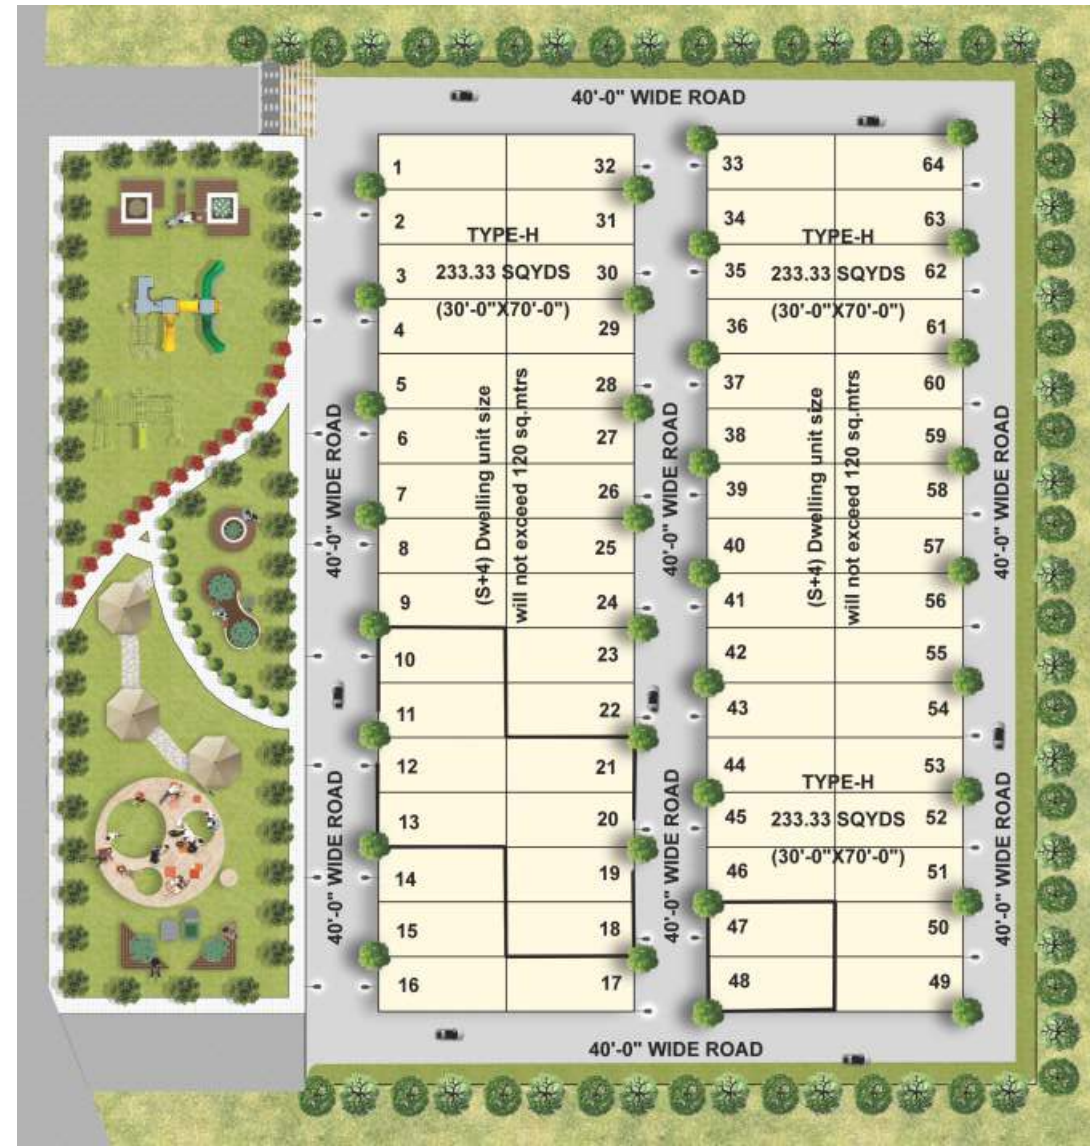 40'-0" WIDE ROAD
1 32 33 64
2 31 34 63
TYPE-H TYPE-H
3 233.33 SQYDS 30 35 233.33 SQYDS 62
(30'-0"X70'-0") (30'-0"X70'-0")
4 29 36 61
5 28 37 60
6 27 38 59
7 26 39 58
8 25 40 57
9 24 41 56
(S+4) Dwelling unit size
will not exceed 120 sq.mtrs
(S+4) Dwelling unit size
will not exceed 120 sq.mtrs
40'-0" WIDE ROAD
40'-0" WIDE ROAD
40'-0" WIDE ROAD
10 23 42 55
11 22 43 54
12 21 44 53
TYPE-H
13 20 45 233.33 SQYDS 52
(30'-0"X70'-0")
14 19 46 51
15 18 47 50
16 17 48 49
40'-0" WIDE ROAD
40'-0" WIDE ROAD
40'-0" WIDE ROAD
40'-0" WIDE ROAD